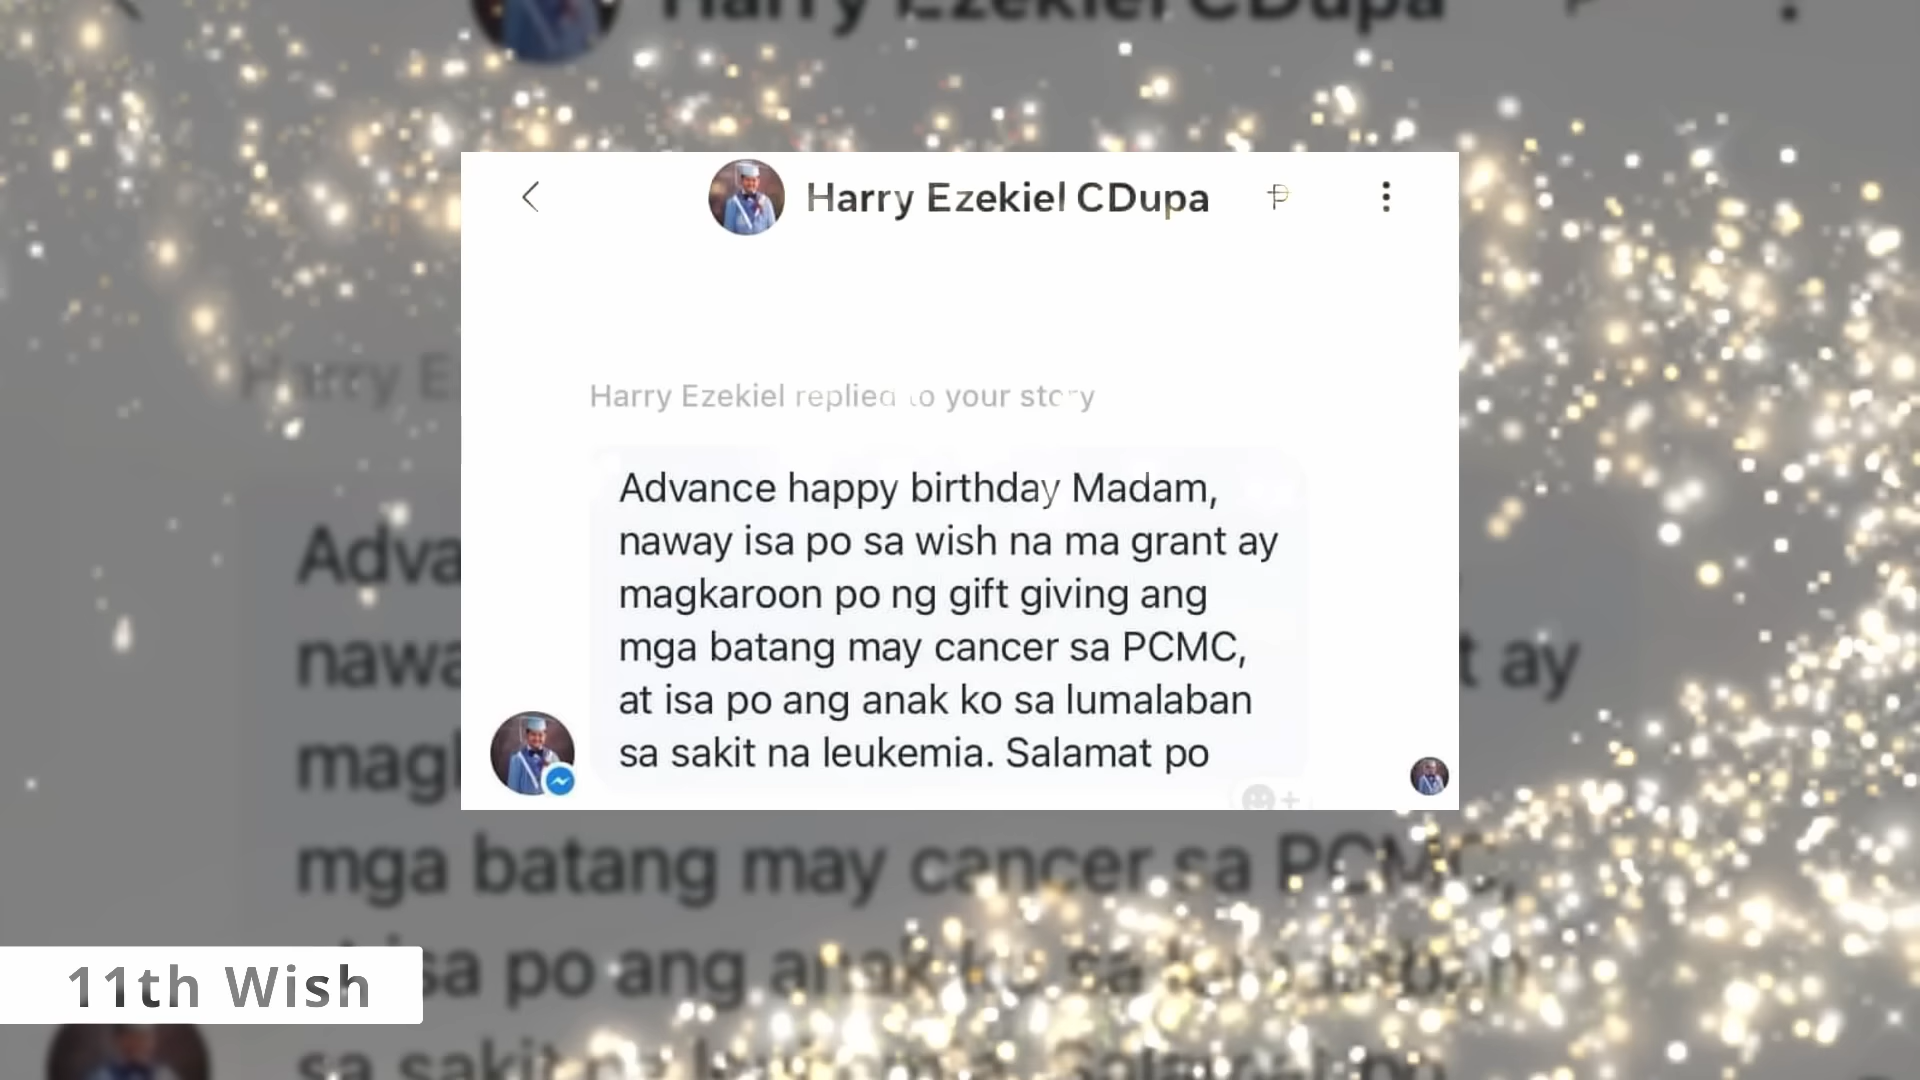 Harry Ezekiel CDupa
Harry Ezekiel replied to your story
Advance happy birthday Madam,
naway isa po sa wish na ma grant ay
magkaroon po ng gift giving ang
mga batang may cancer sa PCMC,
at isa po ang anak ko sa lumalaban
sa sakit na leukemia. Salamat po
11th Wish